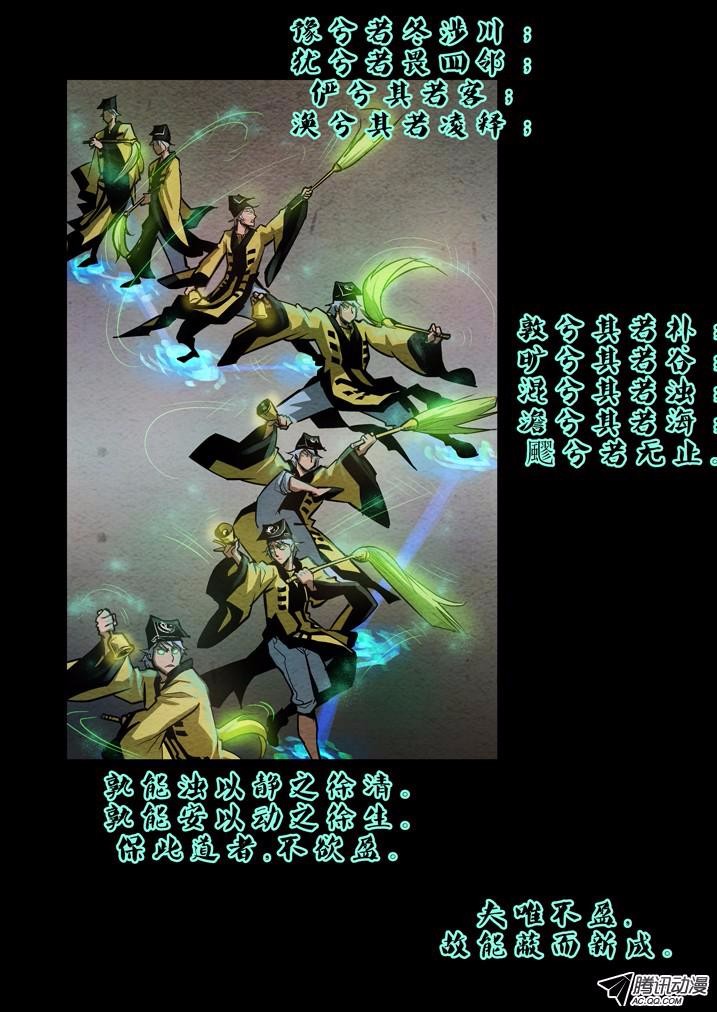 豫兮若冬涉川；
犹兮若畏四邻；
俨兮其若客；
涣兮其若凌释；
敦兮其若朴；
旷兮其若谷；
混兮其若浊；
澹兮其若海；
飂兮若无止。
孰能浊以静之徐清。
孰能安以动之徐生。
保此道者,不欲盈。
夫唯不盈,
故能蔽而新成。
腾讯动漫
AC.QQ.COM